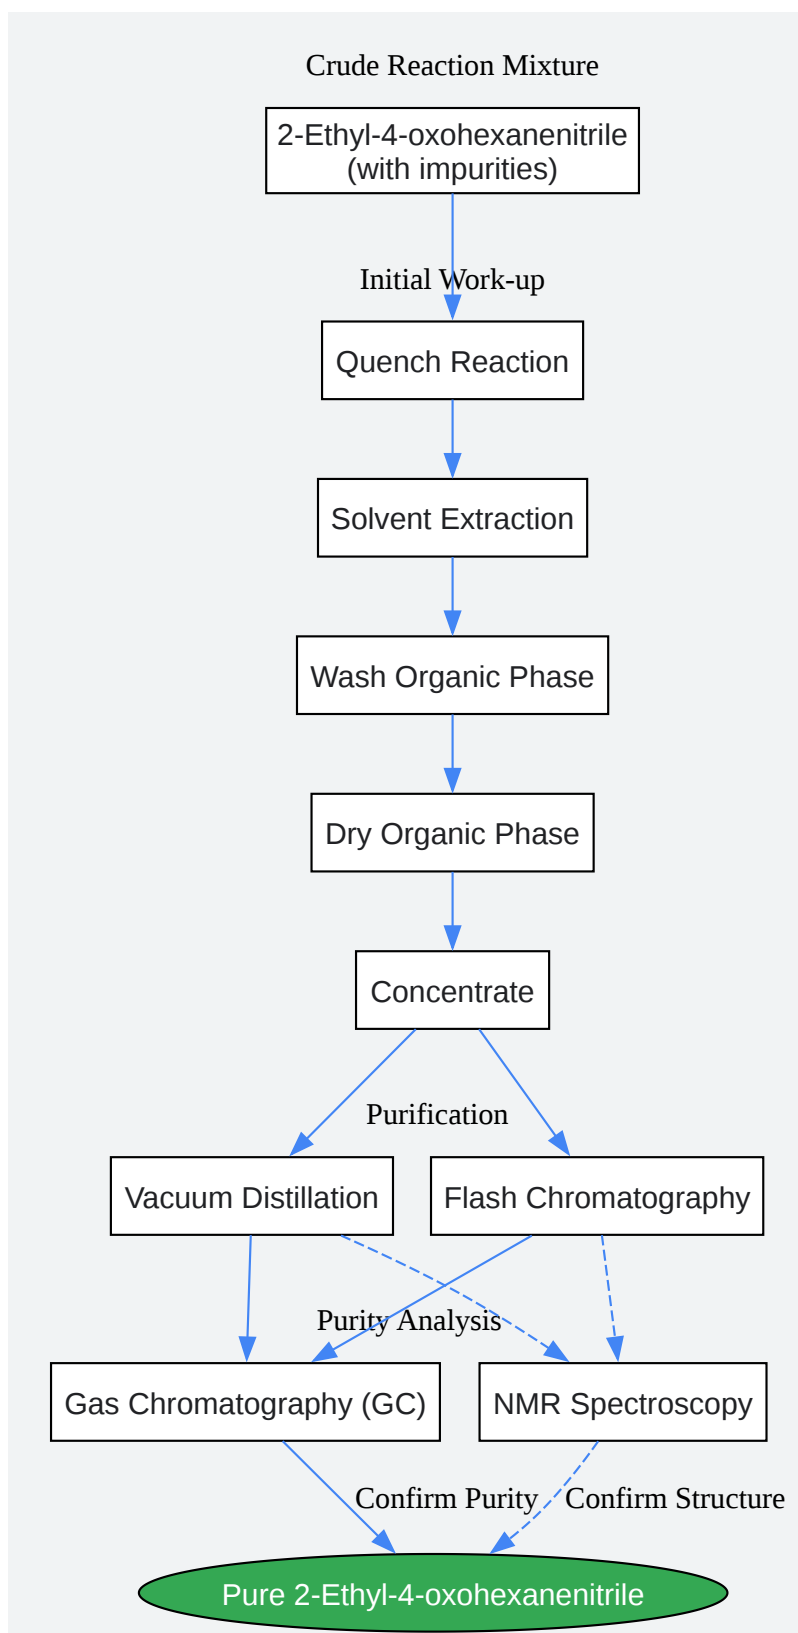 Crude Reaction Mixture
2-Ethyl-4-oxohexanenitrile
(with impurities)
Initial Work-up
Quench Reaction
Solvent Extraction
Wash Organic Phase
Dry Organic Phase
Concentrate
Purification
Vacuum Distillation
Flash Chromatography
Purity Analysis
Gas Chromatography (GC)
NMR Spectroscopy
Confirm Purity
Confirm Structure
Pure 2-Ethyl-4-oxohexanenitrile